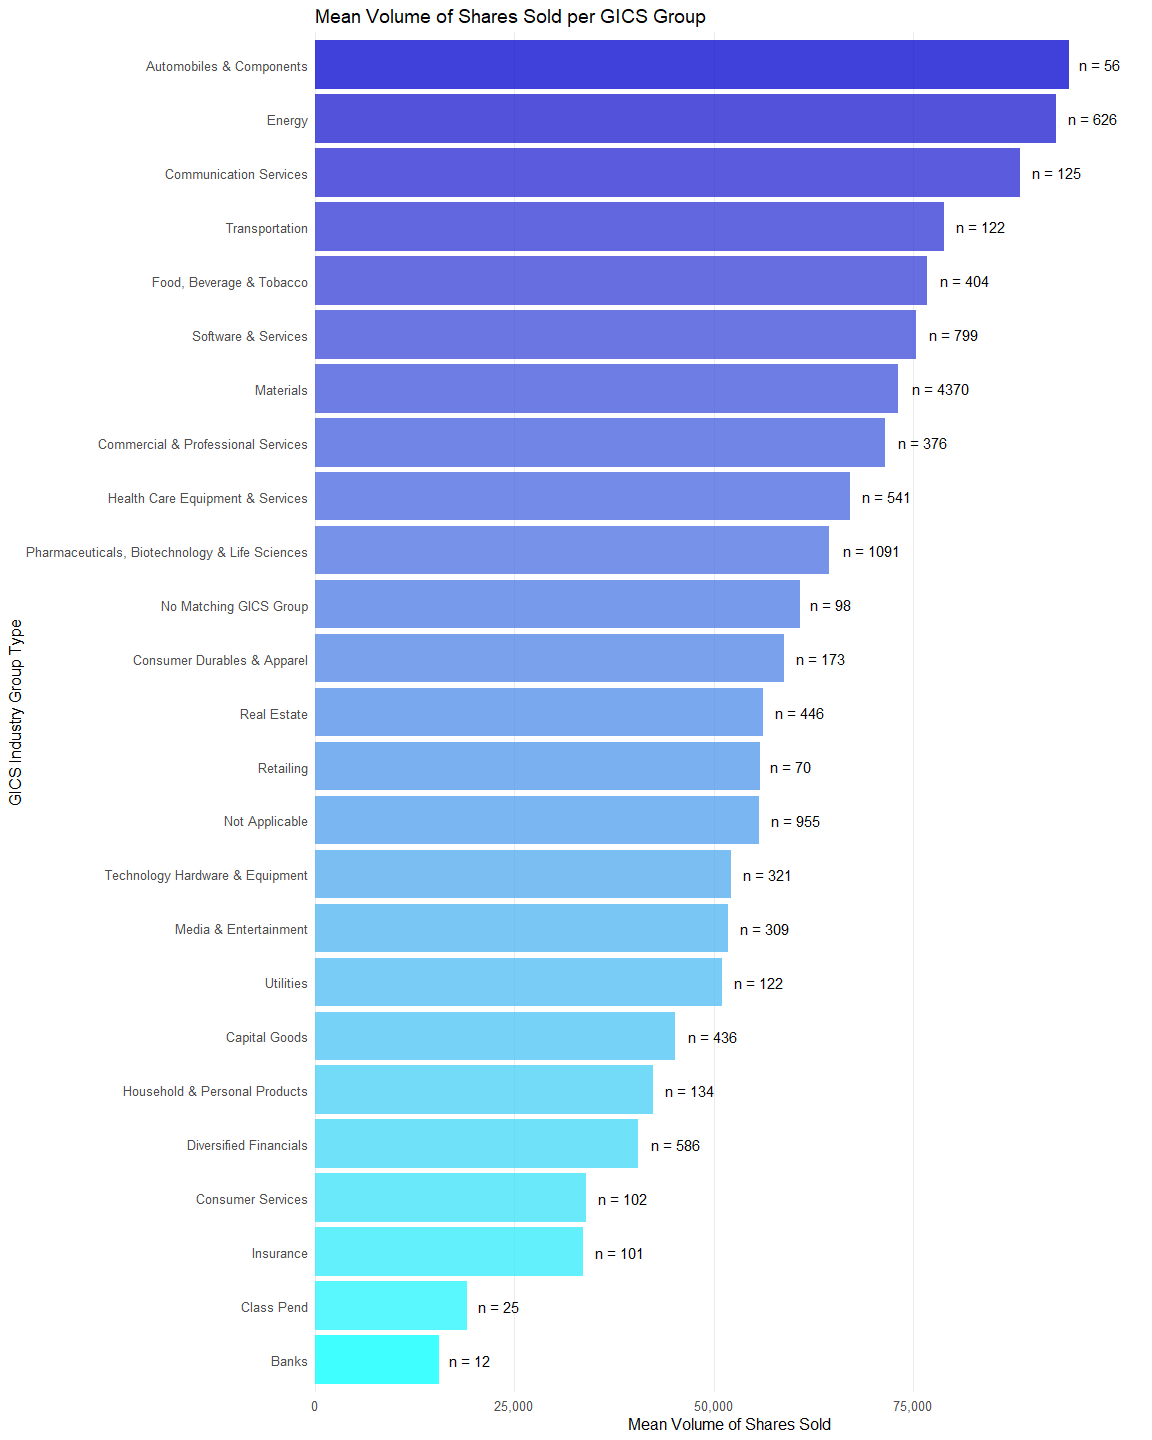 Mean Volume of Shares Sold per GICS Group
Automobiles & Components n = 56
Energy n = 626
Communication Services n = 125
Transportation n = 122
Food, Beverage & Tobacco n = 404
Software & Services n = 799
Materials n = 4370
Commercial & Professional Services n = 376
Health Care Equipment & Services n = 541
Pharmaceuticals, Biotechnology & Life Sciences n = 1091
No Matching GICS Group n = 98
Consumer Durables & Apparel n = 173
Real Estate n = 446
Retailing n = 70
Not Applicable n = 955
Technology Hardware & Equipment n = 321
Media & Entertainment n = 309
Utilities n = 122
Capital Goods n = 436
Household & Personal Products n = 134
Diversified Financials n = 586
Consumer Services n = 102
Insurance n = 101
Class Pend n = 25
Banks n = 12
GICS Industry Group Type
0 25,000 50,000 75,000
Mean Volume of Shares Sold